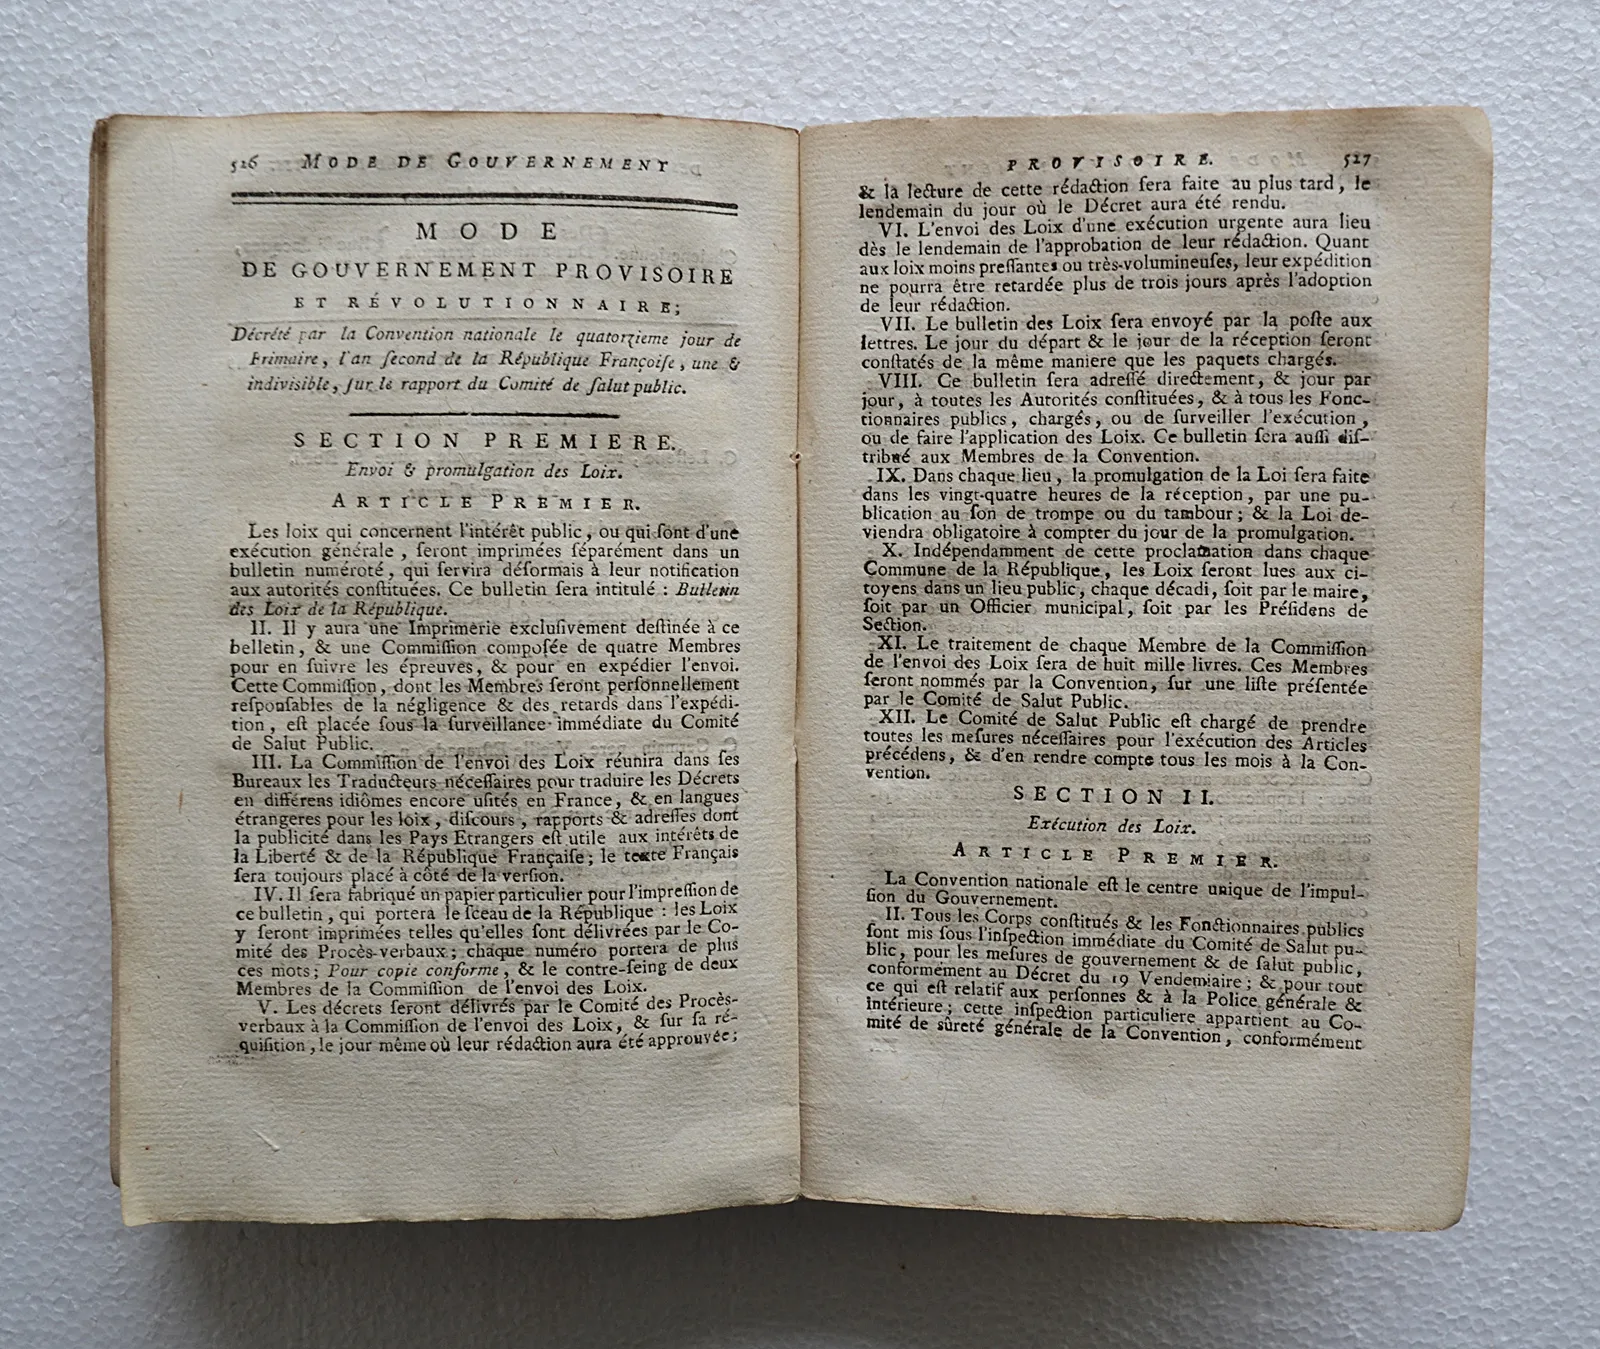 526 MODE DE GOUVERNEMENT
MODE
DE GOUVERNEMENT PROVISOIRE
ET RÉVOLUTIONNAIRE;
Décrété par la Convention nationale le quatorzieme jour de
Frimaire, l'an ſecond de la République Françoiſe, une &
indiviſible, ſur le rapport du Comité de ſalut public.
SECTION PREMIERE.
Envoi & promulgation des Loix.
ARTICLE PREMIER.
Les loix qui concernent l'intérêt public, ou qui ſont d'une
exécution générale, ſeront imprimées ſéparément dans un
bulletin numéroté, qui ſervira déſormais à leur notification
aux autorités conſtituées. Ce bulletin ſera intitulé : Bulletin
des Loix de la République.
II. Il y aura une Imprimerie excluſivement deſtinée à ce
belletin, & une Commiſſion compoſée de quatre Membres
pour en ſuivre les épreuves, & pour en expédier l'envoi.
Cette Commiſſion, dont les Membres ſeront perſonnellement
reſponſables de la négligence & des retards dans l'expédi-
tion, eſt placée ſous la ſurveillance immédiate du Comité
de Salut Public.
III. La Commiſſion de l'envoi des Loix réunira dans ſes
Bureaux les Traducteurs néceſſaires pour traduire les Décrets
en différens idiômes encore uſités en France, & en langues
étrangeres pour les loix, diſcours, rapports & adreſſes dont
la publicité dans les Pays Etrangers eſt utile aux intérêts de
la Liberté & de la République Françaiſe; le texte Français
ſera toujours placé à côté de la verſion.
IV. Il ſera fabriqué un papier particulier pour l'impreſſion de
ce bulletin, qui portera le ſceau de la République : les Loix
y ſeront imprimées telles qu'elles ſont délivrées par le Co-
mité des Procès-verbaux; chaque numéro portera de plus
ces mots; Pour copie conforme, & le contre-ſeing de deux
Membres de la Commiſſion de l'envoi des Loix.
V. Les décrets ſeront délivrés par le Comité des Procès-
verbaux à la Commiſſion de l'envoi des Loix, & ſur ſa ré-
quiſition, le jour même où leur rédaction aura été approuvée;
PROVISOIRE. 527
& la lecture de cette rédaction ſera faite au plus tard, le
lendemain du jour où le Décret aura été rendu.
VI. L'envoi des Loix d'une exécution urgente aura lieu
dès le lendemain de l'approbation de leur rédaction. Quant
aux loix moins preſſantes ou très-volumineuſes, leur expédition
ne pourra être retardée plus de trois jours après l'adoption
de leur rédaction.
VII. Le bulletin des Loix ſera envoyé par la poſte aux
lettres. Le jour du départ & le jour de la réception ſeront
conſtatés de la même maniere que les paquets chargés.
VIII. Ce bulletin ſera adreſſé directement, & jour par
jour, à toutes les Autorités conſtituées, & à tous les Fonc-
tionnaires publics, chargés, ou de ſurveiller l'exécution,
ou de faire l'application des Loix. Ce bulletin ſera auſſi diſ-
tribué aux Membres de la Convention.
IX. Dans chaque lieu, la promulgation de la Loi ſera faite
dans les vingt-quatre heures de la réception, par une pu-
blication au ſon de trompe ou du tambour; & la Loi de-
viendra obligatoire à compter du jour de la promulgation.
X. Indépendamment de cette proclamation dans chaque
Commune de la République, les Loix ſeront lues aux ci-
toyens dans un lieu public, chaque décadi, ſoit par le maire,
ſoit par un Officier municipal, ſoit par les Préſidens de
Section.
XI. Le traitement de chaque Membre de la Commiſſion
de l'envoi des Loix ſera de huit mille livres. Ces Membres
ſeront nommés par la Convention, ſur une liſte préſentée
par le Comité de Salut Public.
XII. Le Comité de Salut Public eſt chargé de prendre
toutes les meſures néceſſaires pour l'exécution des Articles
précédens, & d'en rendre compte tous les mois à la Con-
vention.
SECTION II.
Exécution des Loix.
ARTICLE PREMIER.
La Convention nationale eſt le centre unique de l'impul-
ſion du Gouvernement.
II. Tous les Corps conſtitués & les Fonctionnaires publics
ſont mis ſous l'inſpection immédiate du Comité de Salut pu-
blic, pour les meſures de gouvernement & de ſalut public,
conformément au Décret du 19 Vendemiaire; & pour tout
ce qui eſt relatif aux perſonnes & à la Police générale &
intérieure; cette inſpection particuliere appartient au Co-
mité de sûreté générale de la Convention, conformément